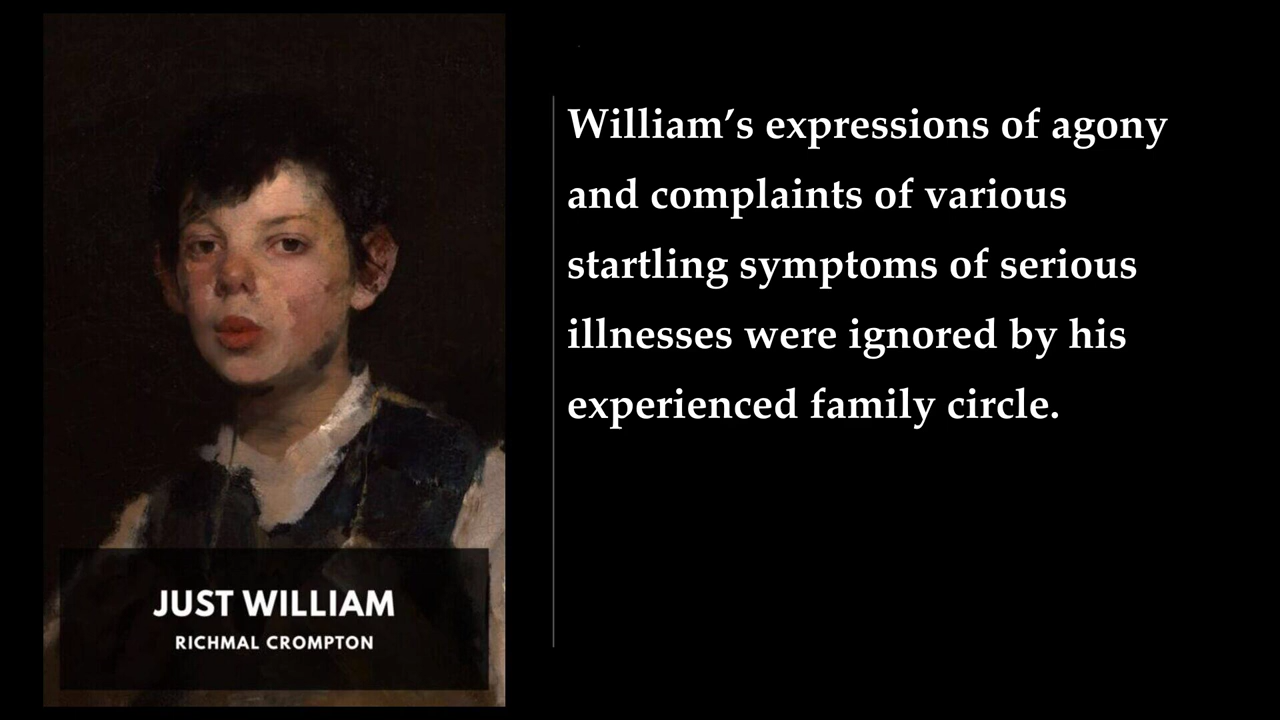 William’s expressions of agony
and complaints of various
startling symptoms of serious
illnesses were ignored by his
experienced family circle.
JUST WILLIAM
RICHMAL CROMPTON